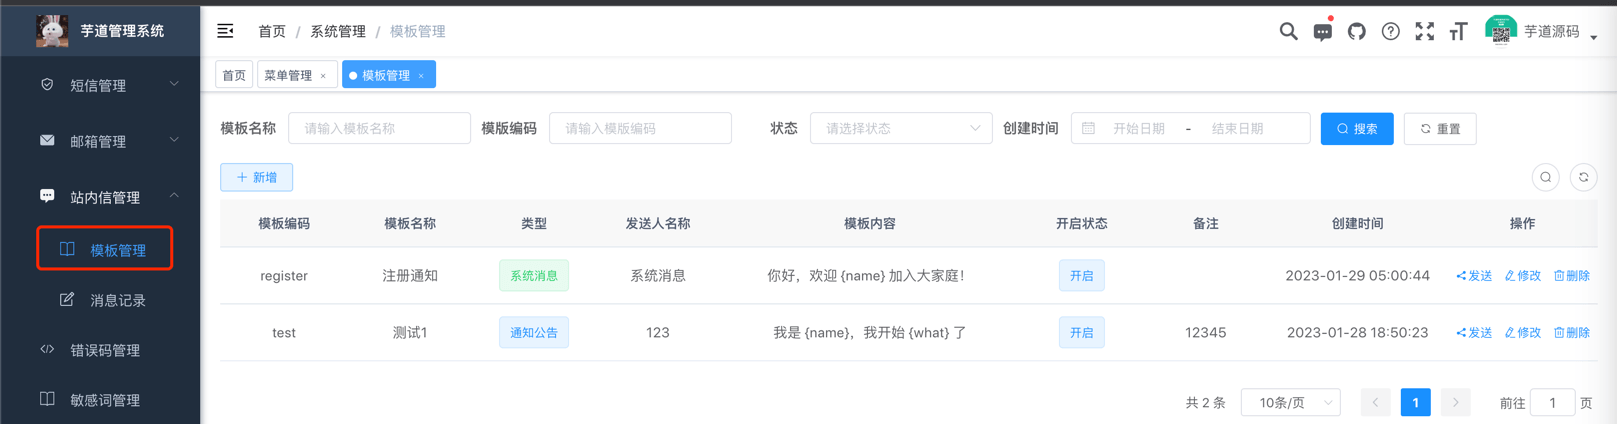 芋道管理系统
首页 / 系统管理 / 模板管理
芋道源码
短信管理
邮箱管理
站内信管理
模板管理
消息记录
错误码管理
敏感词管理
首页 菜单管理 × 模板管理 ×
模板名称 请输入模板名称 模版编码 请输入模版编码 状态 请选择状态 创建时间 开始日期 - 结束日期 搜索 重置
+ 新增
模板编码 模板名称 类型 发送人名称 模板内容 开启状态 备注 创建时间 操作
register 注册通知 系统消息 系统消息 你好，欢迎 {name} 加入大家庭！ 开启 2023-01-29 05:00:44 发送 修改 删除
test 测试1 通知公告 123 我是 {name}，我开始 {what} 了 开启 12345 2023-01-28 18:50:23 发送 修改 删除
共 2 条 10条/页 < 1 > 前往 1 页